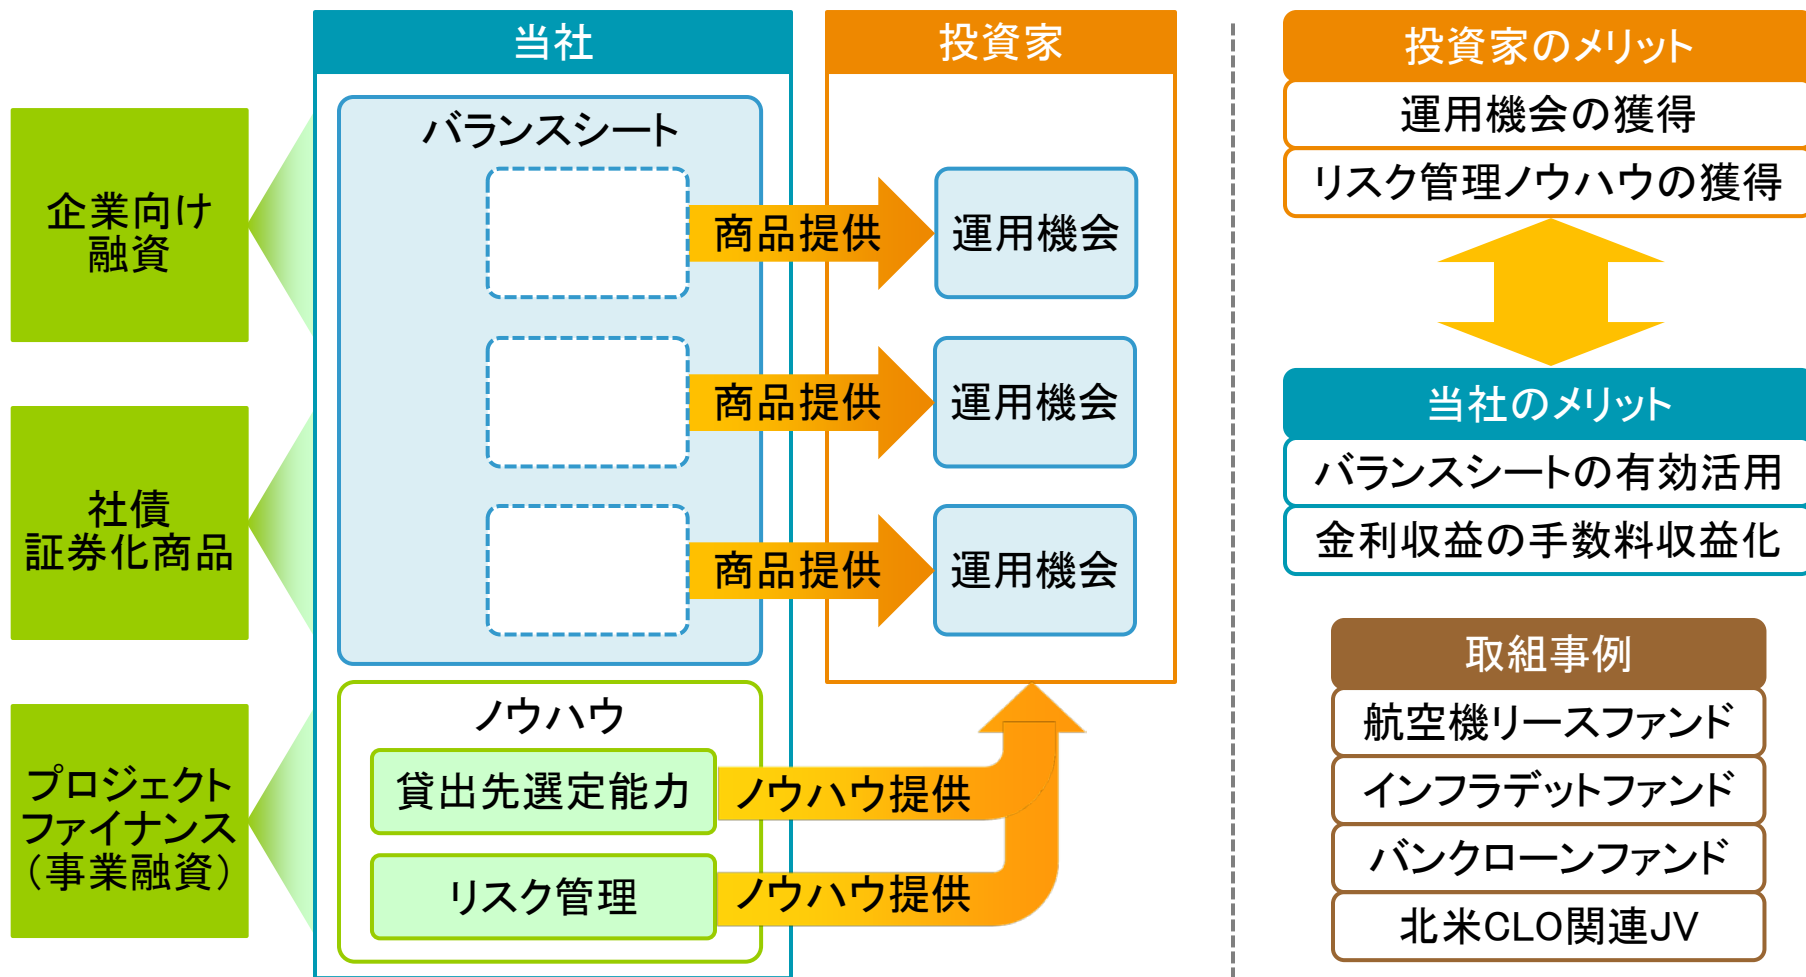 当社
投資家
企業向け
融資
社債
証券化商品
プロジェクト
ファイナンス
（事業融資）
バランスシート
商品提供
運用機会
商品提供
運用機会
商品提供
運用機会
ノウハウ
貸出先選定能力
ノウハウ提供
リスク管理
ノウハウ提供
投資家のメリット
運用機会の獲得
リスク管理ノウハウの獲得
当社のメリット
バランスシートの有効活用
金利収益の手数料収益化
取組事例
航空機リースファンド
インフラデットファンド
バンクローンファンド
北米CLO関連JV